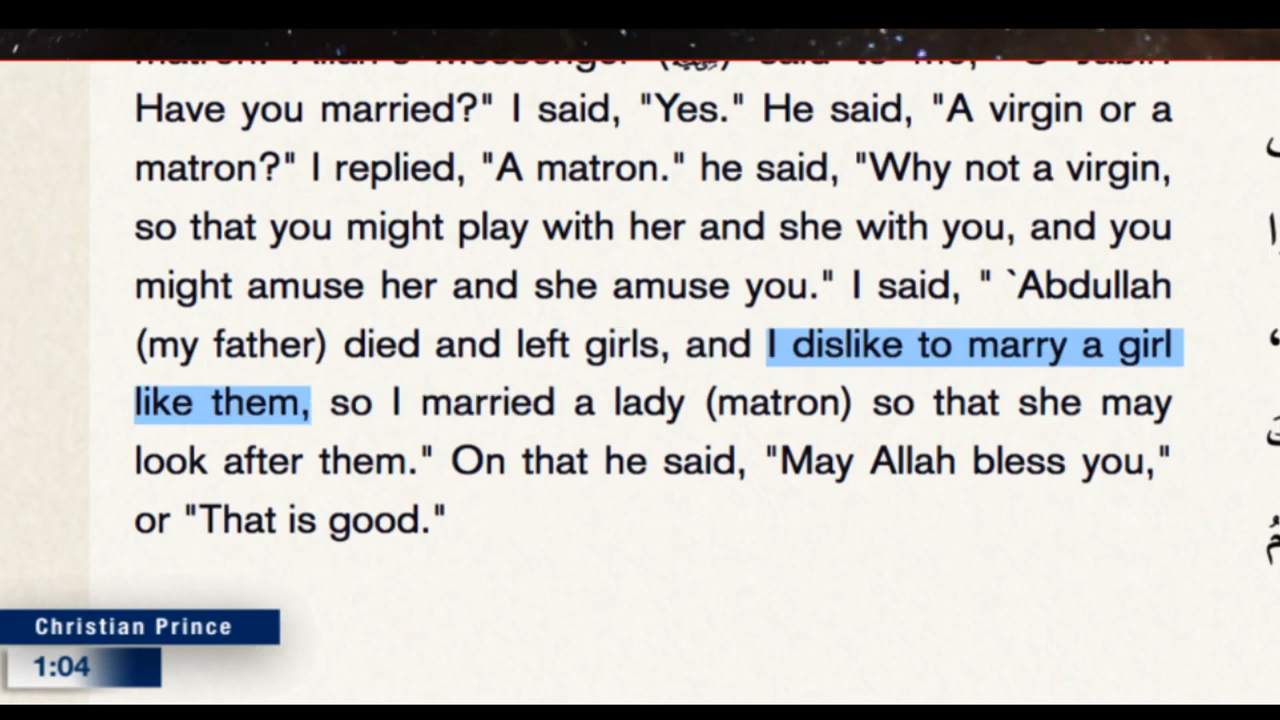 Have you married?" I said, "Yes." He said, "A virgin or a
matron?" I replied, "A matron." he said, "Why not a virgin,
so that you might play with her and she with you, and you
might amuse her and she amuse you." I said, " `Abdullah
(my father) died and left girls, and I dislike to marry a girl
like them, so I married a lady (matron) so that she may
look after them." On that he said, "May Allah bless you,"
or "That is good."
Christian Prince
1:04